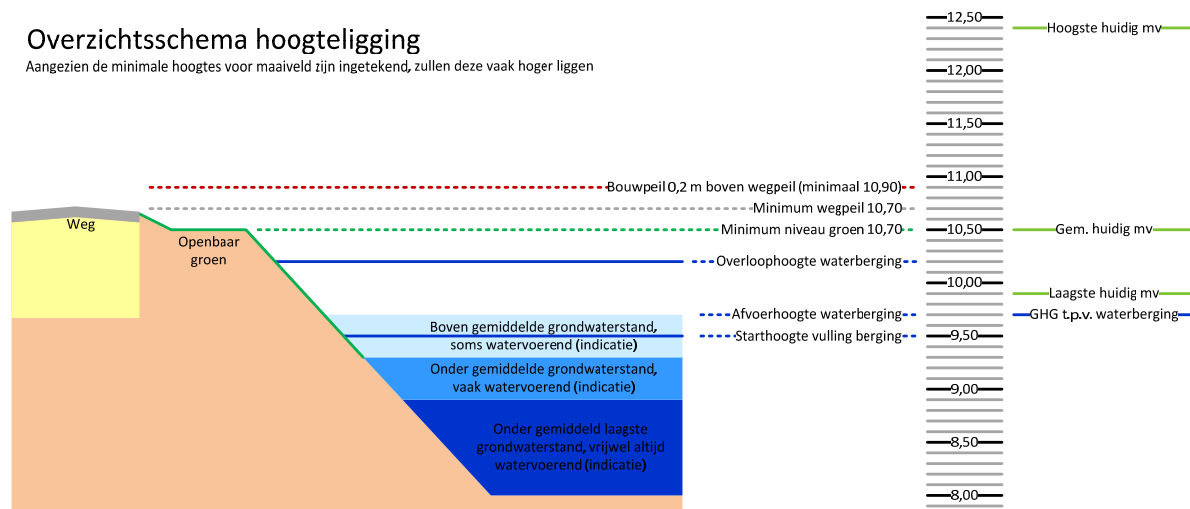 Overzichtsschema hoogteligging
Aangezien de minimale hoogtes voor maaiveld zijn ingetekend, zullen deze vaak hoger liggen
12,50
Hoogste huidig mv
12,00
11,50
11,00
Bouwpeil 0,2 m boven wegpeil (minimaal 10,90)
Minimum wegpeil 10,70
Weg
Minimum niveau groen 10,70
10,50
Gem. huidig mv
Openbaar
groen
Overloophoogte waterberging
10,00
Laagste huidig mv
Afvoerhoogte waterberging
GHG t.p.v. waterberging
Boven gemiddelde grondwaterstand,
soms watervoerend (indicatie)
Starthoogte vulling berging
9,50
Onder gemiddelde grondwaterstand,
vaak watervoerend (indicatie)
9,00
Onder gemiddeld laagste
grondwaterstand, vrijwel altijd
watervoerend (indicatie)
8,50
8,00